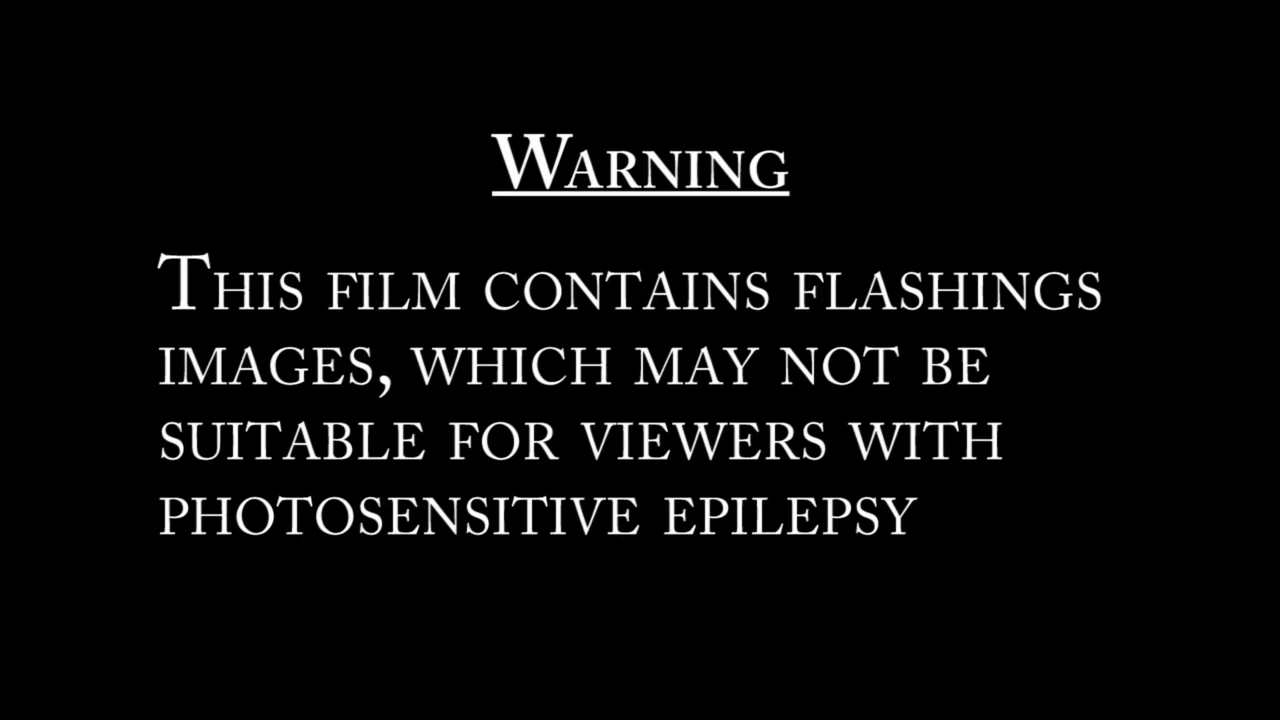 Warning
This film contains flashings
images, which may not be
suitable for viewers with
photosensitive epilepsy